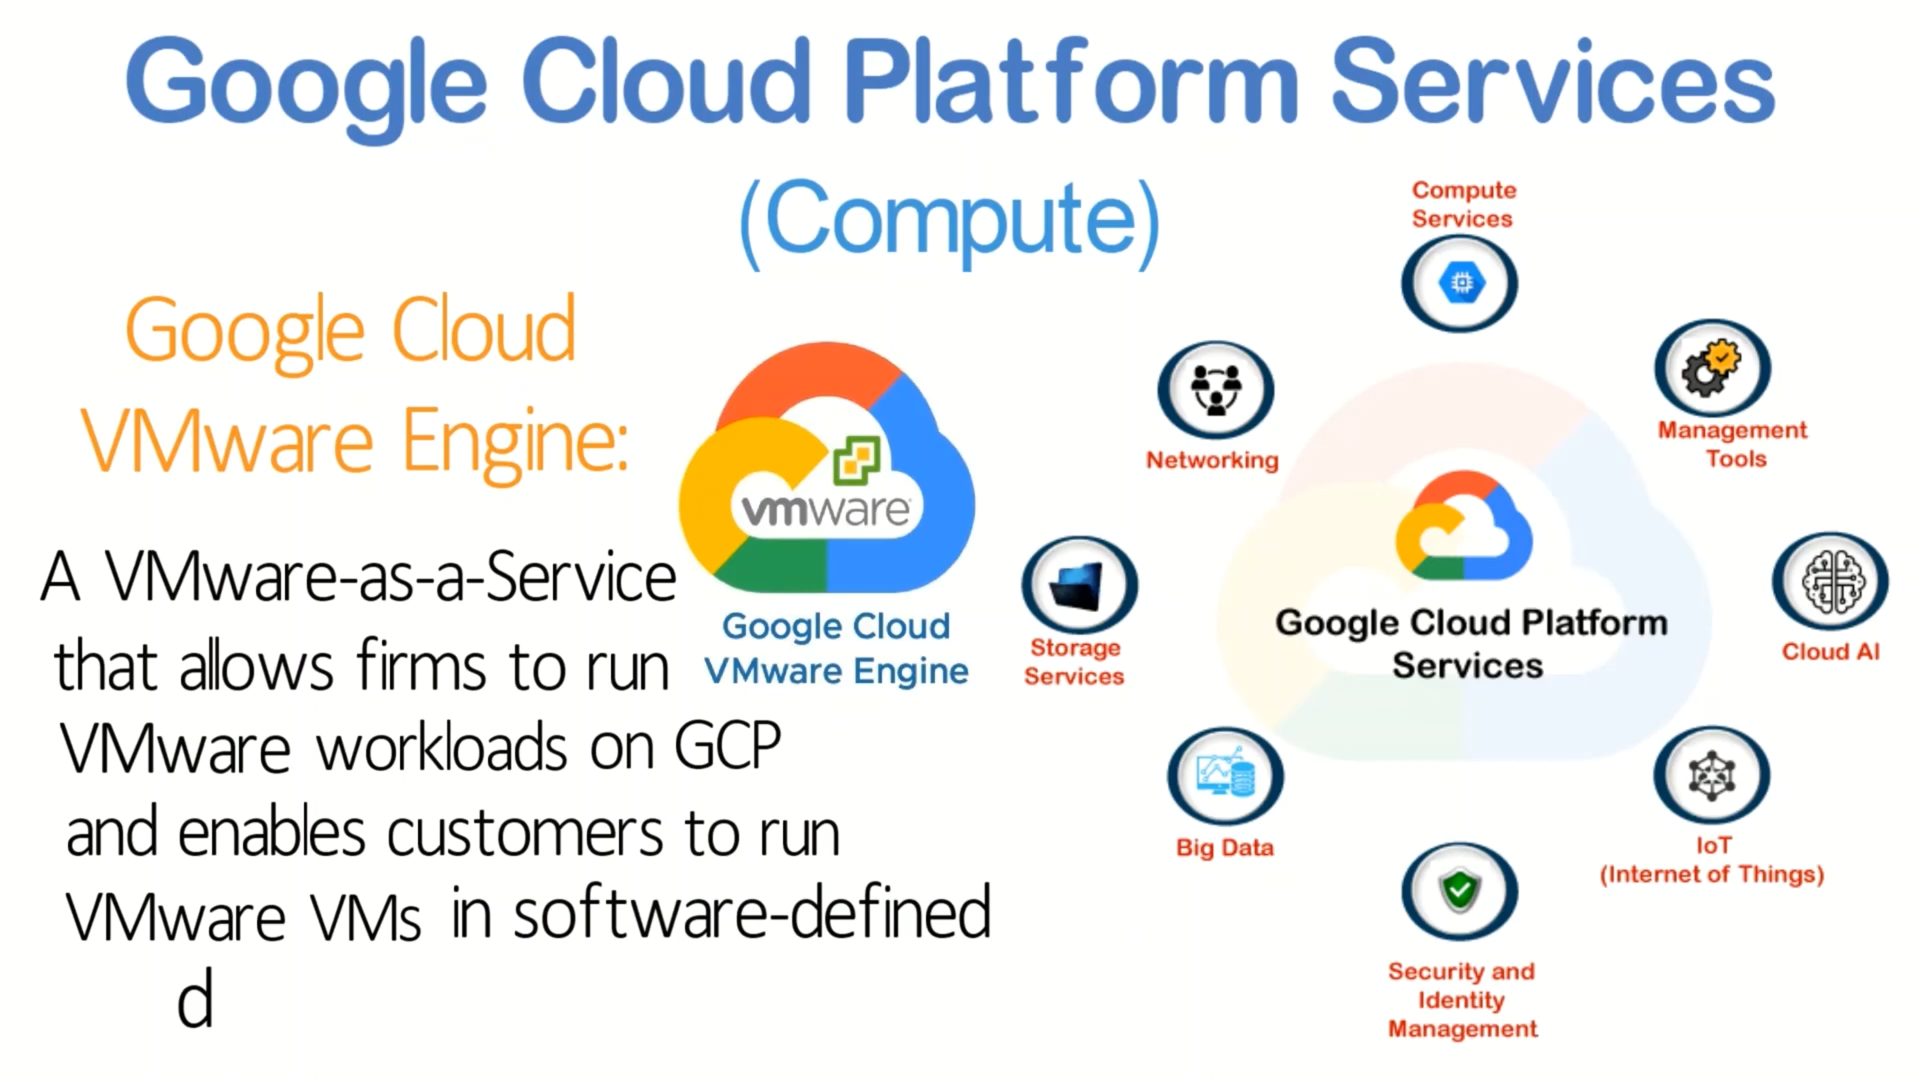 Google Cloud Platform Services
(Compute)
Google Cloud
VMware Engine:
A VMware-as-a-Service
that allows firms to run
VMware workloads on GCP
and enables customers to run
VMware VMs in software-defined
d
vmware
Google Cloud
VMware Engine
Compute
Services
Networking
Management
Tools
Storage
Services
Google Cloud Platform
Services
Cloud AI
Big Data
IoT
(Internet of Things)
Security and
Identity
Management